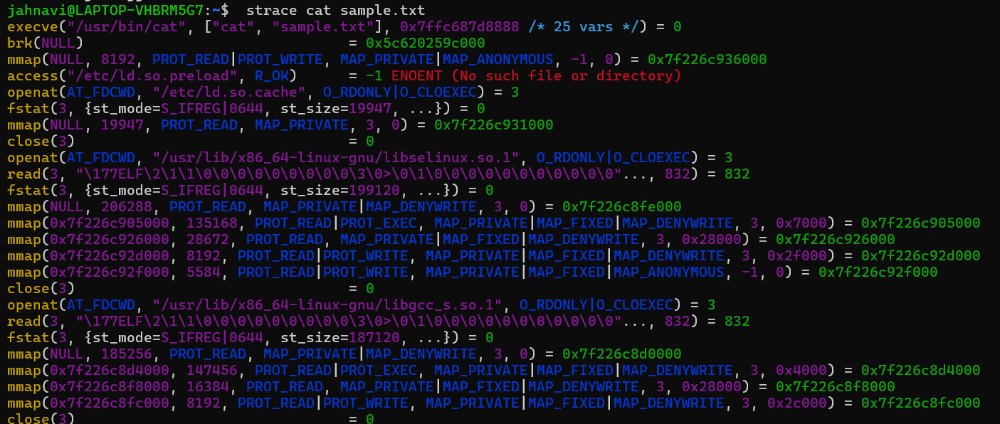 jahnavi@LAPTOP-VHBRM5G7:~$  strace cat sample.txt
execve("/usr/bin/cat", ["cat", "sample.txt"], 0x7ffc687d8888 /* 25 vars */) = 0
brk(NULL)                               = 0x5c620259c000
mmap(NULL, 8192, PROT_READ|PROT_WRITE, MAP_PRIVATE|MAP_ANONYMOUS, -1, 0) = 0x7f226c936000
access("/etc/ld.so.preload", R_OK)      = -1 ENOENT (No such file or directory)
openat(AT_FDCWD, "/etc/ld.so.cache", O_RDONLY|O_CLOEXEC) = 3
fstat(3, {st_mode=S_IFREG|0644, st_size=19947, ...}) = 0
mmap(NULL, 19947, PROT_READ, MAP_PRIVATE, 3, 0) = 0x7f226c931000
close(3)                                = 0
openat(AT_FDCWD, "/usr/lib/x86_64-linux-gnu/libselinux.so.1", O_RDONLY|O_CLOEXEC) = 3
read(3, "\177ELF\2\1\1\0\0\0\0\0\0\0\0\0\3\0>\0\1\0\0\0\0\0\0\0\0\0\0\0"..., 832) = 832
fstat(3, {st_mode=S_IFREG|0644, st_size=199120, ...}) = 0
mmap(NULL, 206288, PROT_READ, MAP_PRIVATE|MAP_DENYWRITE, 3, 0) = 0x7f226c8fe000
mmap(0x7f226c905000, 135168, PROT_READ|PROT_EXEC, MAP_PRIVATE|MAP_FIXED|MAP_DENYWRITE, 3, 0x7000) = 0x7f226c905000
mmap(0x7f226c926000, 28672, PROT_READ, MAP_PRIVATE|MAP_FIXED|MAP_DENYWRITE, 3, 0x28000) = 0x7f226c926000
mmap(0x7f226c92d000, 8192, PROT_READ|PROT_WRITE, MAP_PRIVATE|MAP_FIXED|MAP_DENYWRITE, 3, 0x2f000) = 0x7f226c92d000
mmap(0x7f226c92f000, 5584, PROT_READ|PROT_WRITE, MAP_PRIVATE|MAP_FIXED|MAP_ANONYMOUS, -1, 0) = 0x7f226c92f000
close(3)                                = 0
openat(AT_FDCWD, "/usr/lib/x86_64-linux-gnu/libgcc_s.so.1", O_RDONLY|O_CLOEXEC) = 3
read(3, "\177ELF\2\1\1\0\0\0\0\0\0\0\0\0\3\0>\0\1\0\0\0\0\0\0\0\0\0\0\0"..., 832) = 832
fstat(3, {st_mode=S_IFREG|0644, st_size=187120, ...}) = 0
mmap(NULL, 185256, PROT_READ, MAP_PRIVATE|MAP_DENYWRITE, 3, 0) = 0x7f226c8d0000
mmap(0x7f226c8d4000, 147456, PROT_READ|PROT_EXEC, MAP_PRIVATE|MAP_FIXED|MAP_DENYWRITE, 3, 0x4000) = 0x7f226c8d4000
mmap(0x7f226c8f8000, 16384, PROT_READ, MAP_PRIVATE|MAP_FIXED|MAP_DENYWRITE, 3, 0x28000) = 0x7f226c8f8000
mmap(0x7f226c8fc000, 8192, PROT_READ|PROT_WRITE, MAP_PRIVATE|MAP_FIXED|MAP_DENYWRITE, 3, 0x2c000) = 0x7f226c8fc000
close(3)                                = 0